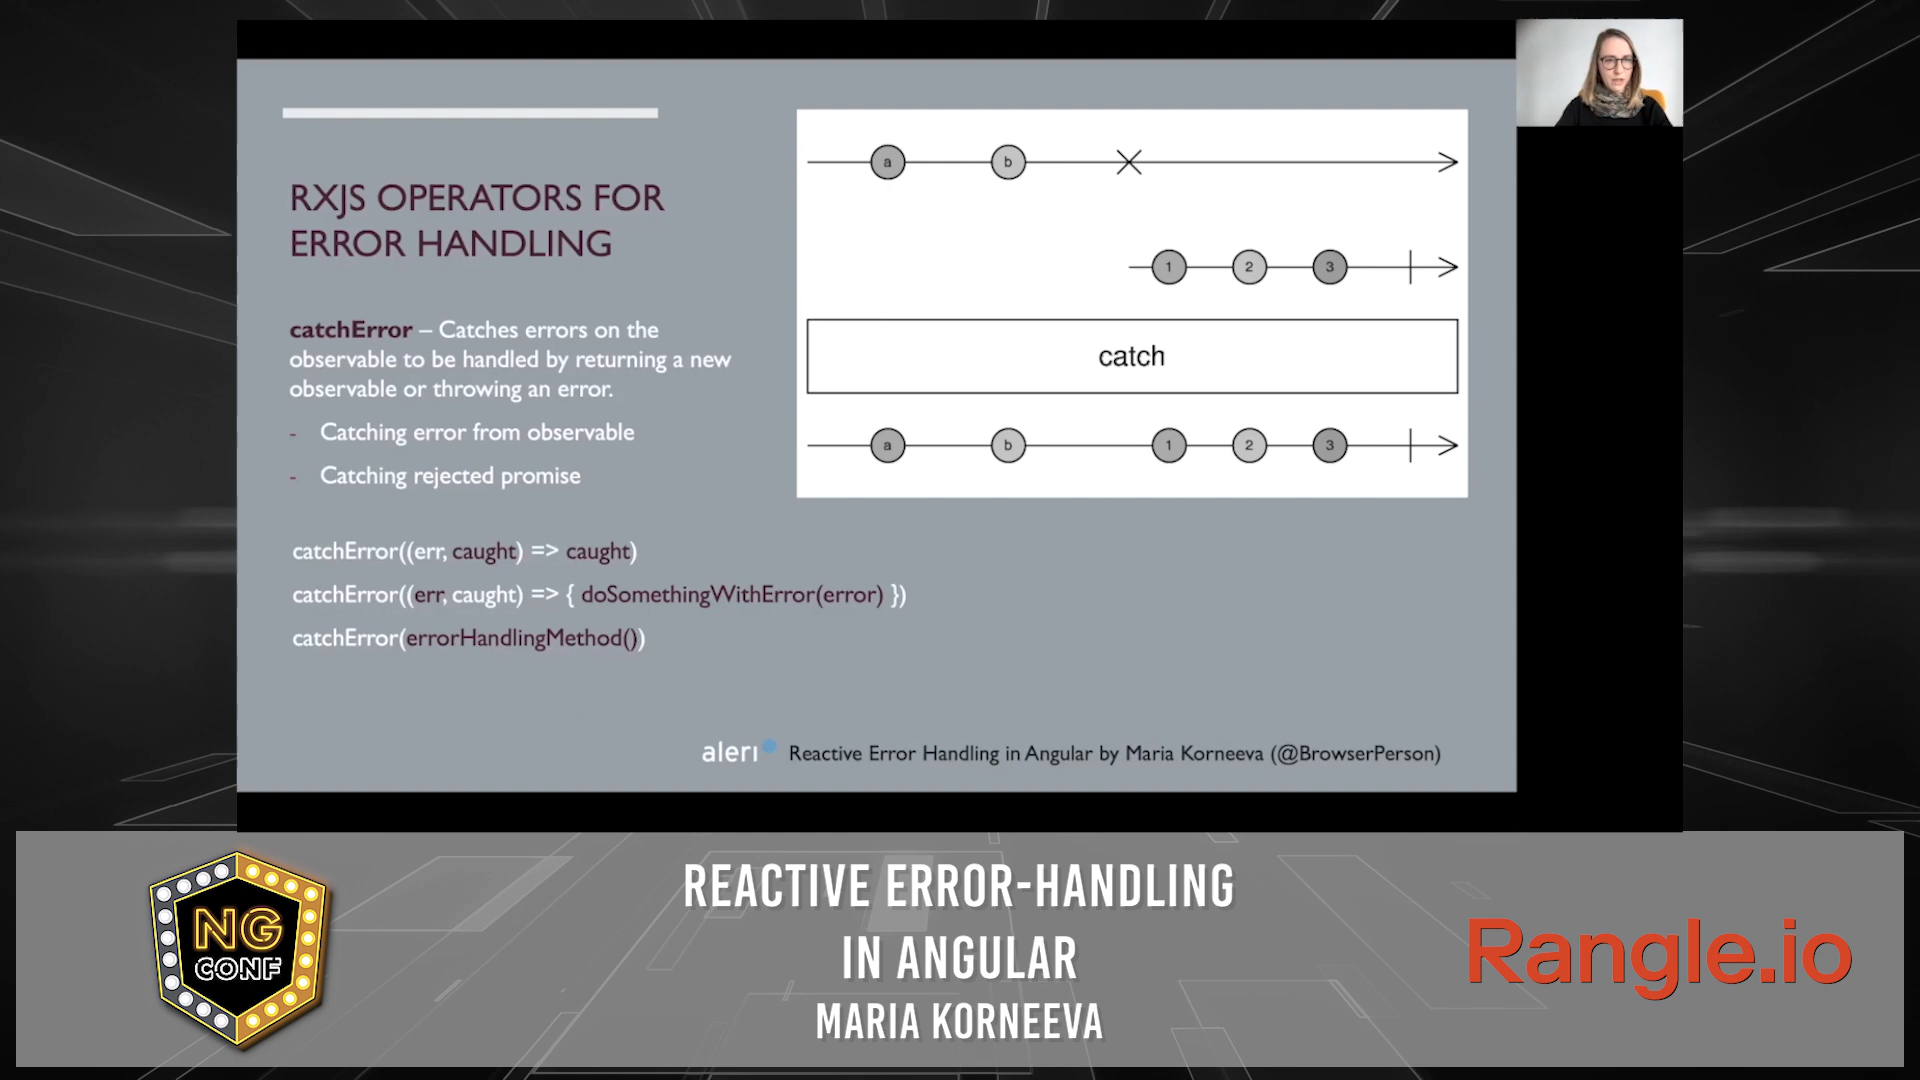 RXJS OPERATORS FOR
ERROR HANDLING
catchError – Catches errors on the
observable to be handled by returning a new
observable or throwing an error.
- Catching error from observable
- Catching rejected promise
catchError((err, caught) => caught)
catchError((err, caught) => { doSomethingWithError(error) })
catchError(errorHandlingMethod())
a b
1 2 3
catch
a b 1 2 3
aleri Reactive Error Handling in Angular by Maria Korneeva (@BrowserPerson)
NG
CONF
REACTIVE ERROR-HANDLING
IN ANGULAR
MARIA KORNEEVA
Rangle.io